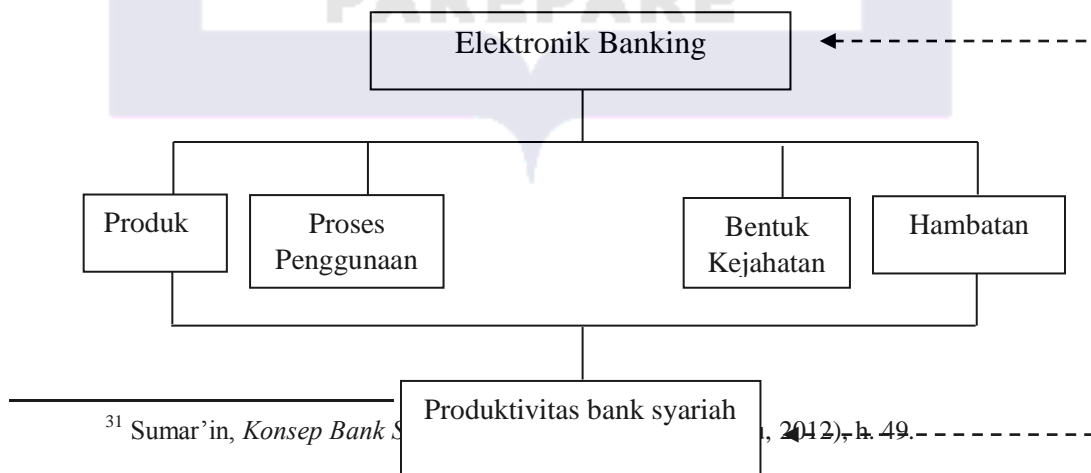 PAREPARE
Elektronik Banking
Produk
Proses
Penggunaan
Bentuk
Kejahatan
Hambatan
Produktivitas bank syariah
31 Sumar’in, Konsep Bank S
, 2012), h. 49.